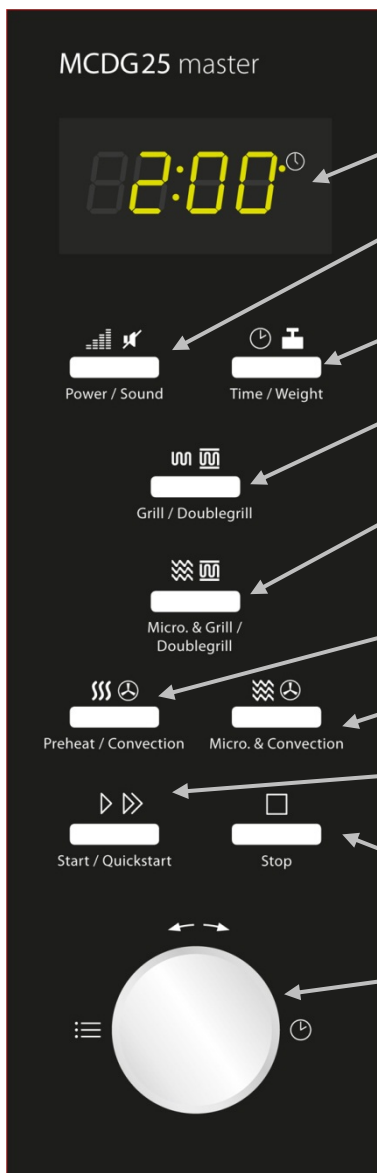 MCDG25 master
2:00
Power / Sound
Time / Weight
Grill / Doublegrill
Micro. & Grill /
Doublegrill
Preheat / Convection
Micro. & Convection
Start / Quickstart
Stop